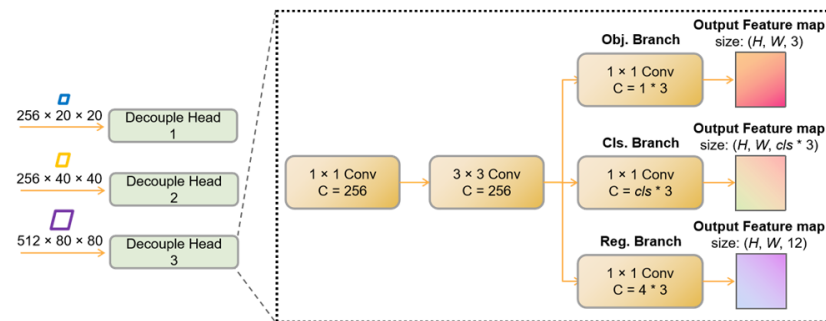 256 × 20 × 20
Decouple Head
1
256 × 40 × 40
Decouple Head
2
512 × 80 × 80
Decouple Head
3
1 × 1 Conv
C = 256
3 × 3 Conv
C = 256
Obj. Branch
1 × 1 Conv
C = 1 * 3
Output Feature map
size: (H, W, 3)
Cls. Branch
1 × 1 Conv
C = cls * 3
Output Feature map
size: (H, W, cls * 3)
Reg. Branch
1 × 1 Conv
C = 4 * 3
Output Feature map
size: (H, W, 12)